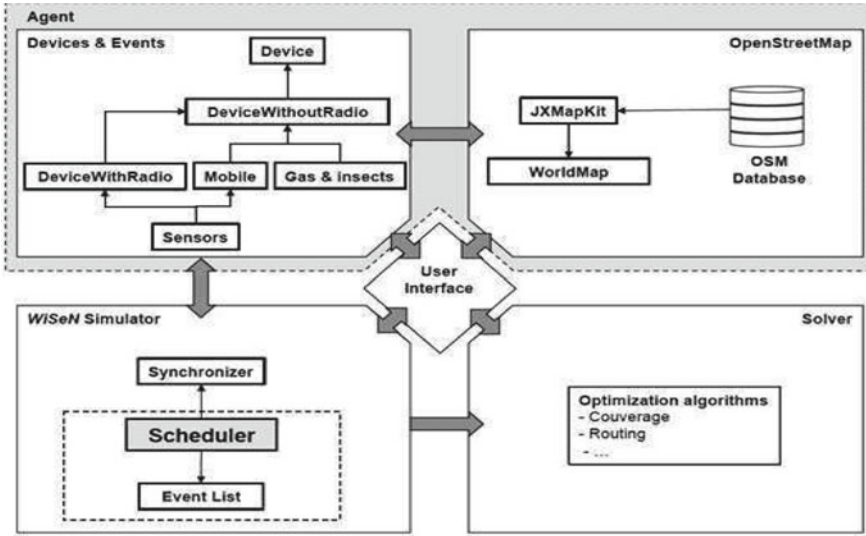 Agent
Devices & Events
Device
DeviceWithoutRadio
DeviceWithRadio
Mobile
Gas & insects
Sensors
OpenStreetMap
JXMapKit
WorldMap
OSM
Database
User
Interface
WiSeN Simulator
Synchronizer
Scheduler
Event List
Solver
Optimization algorithms
- Couverage
- Routing
- ...